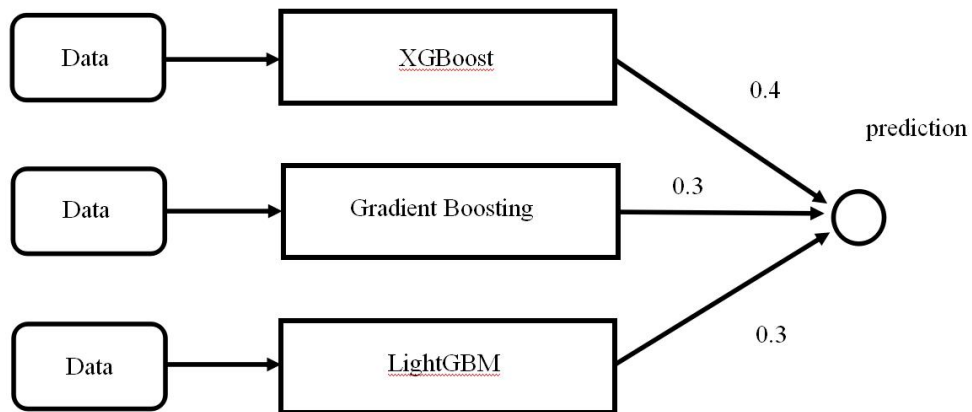 Data
XGBoost
0.4
prediction
Data
Gradient Boosting
0.3
Data
LightGBM
0.3